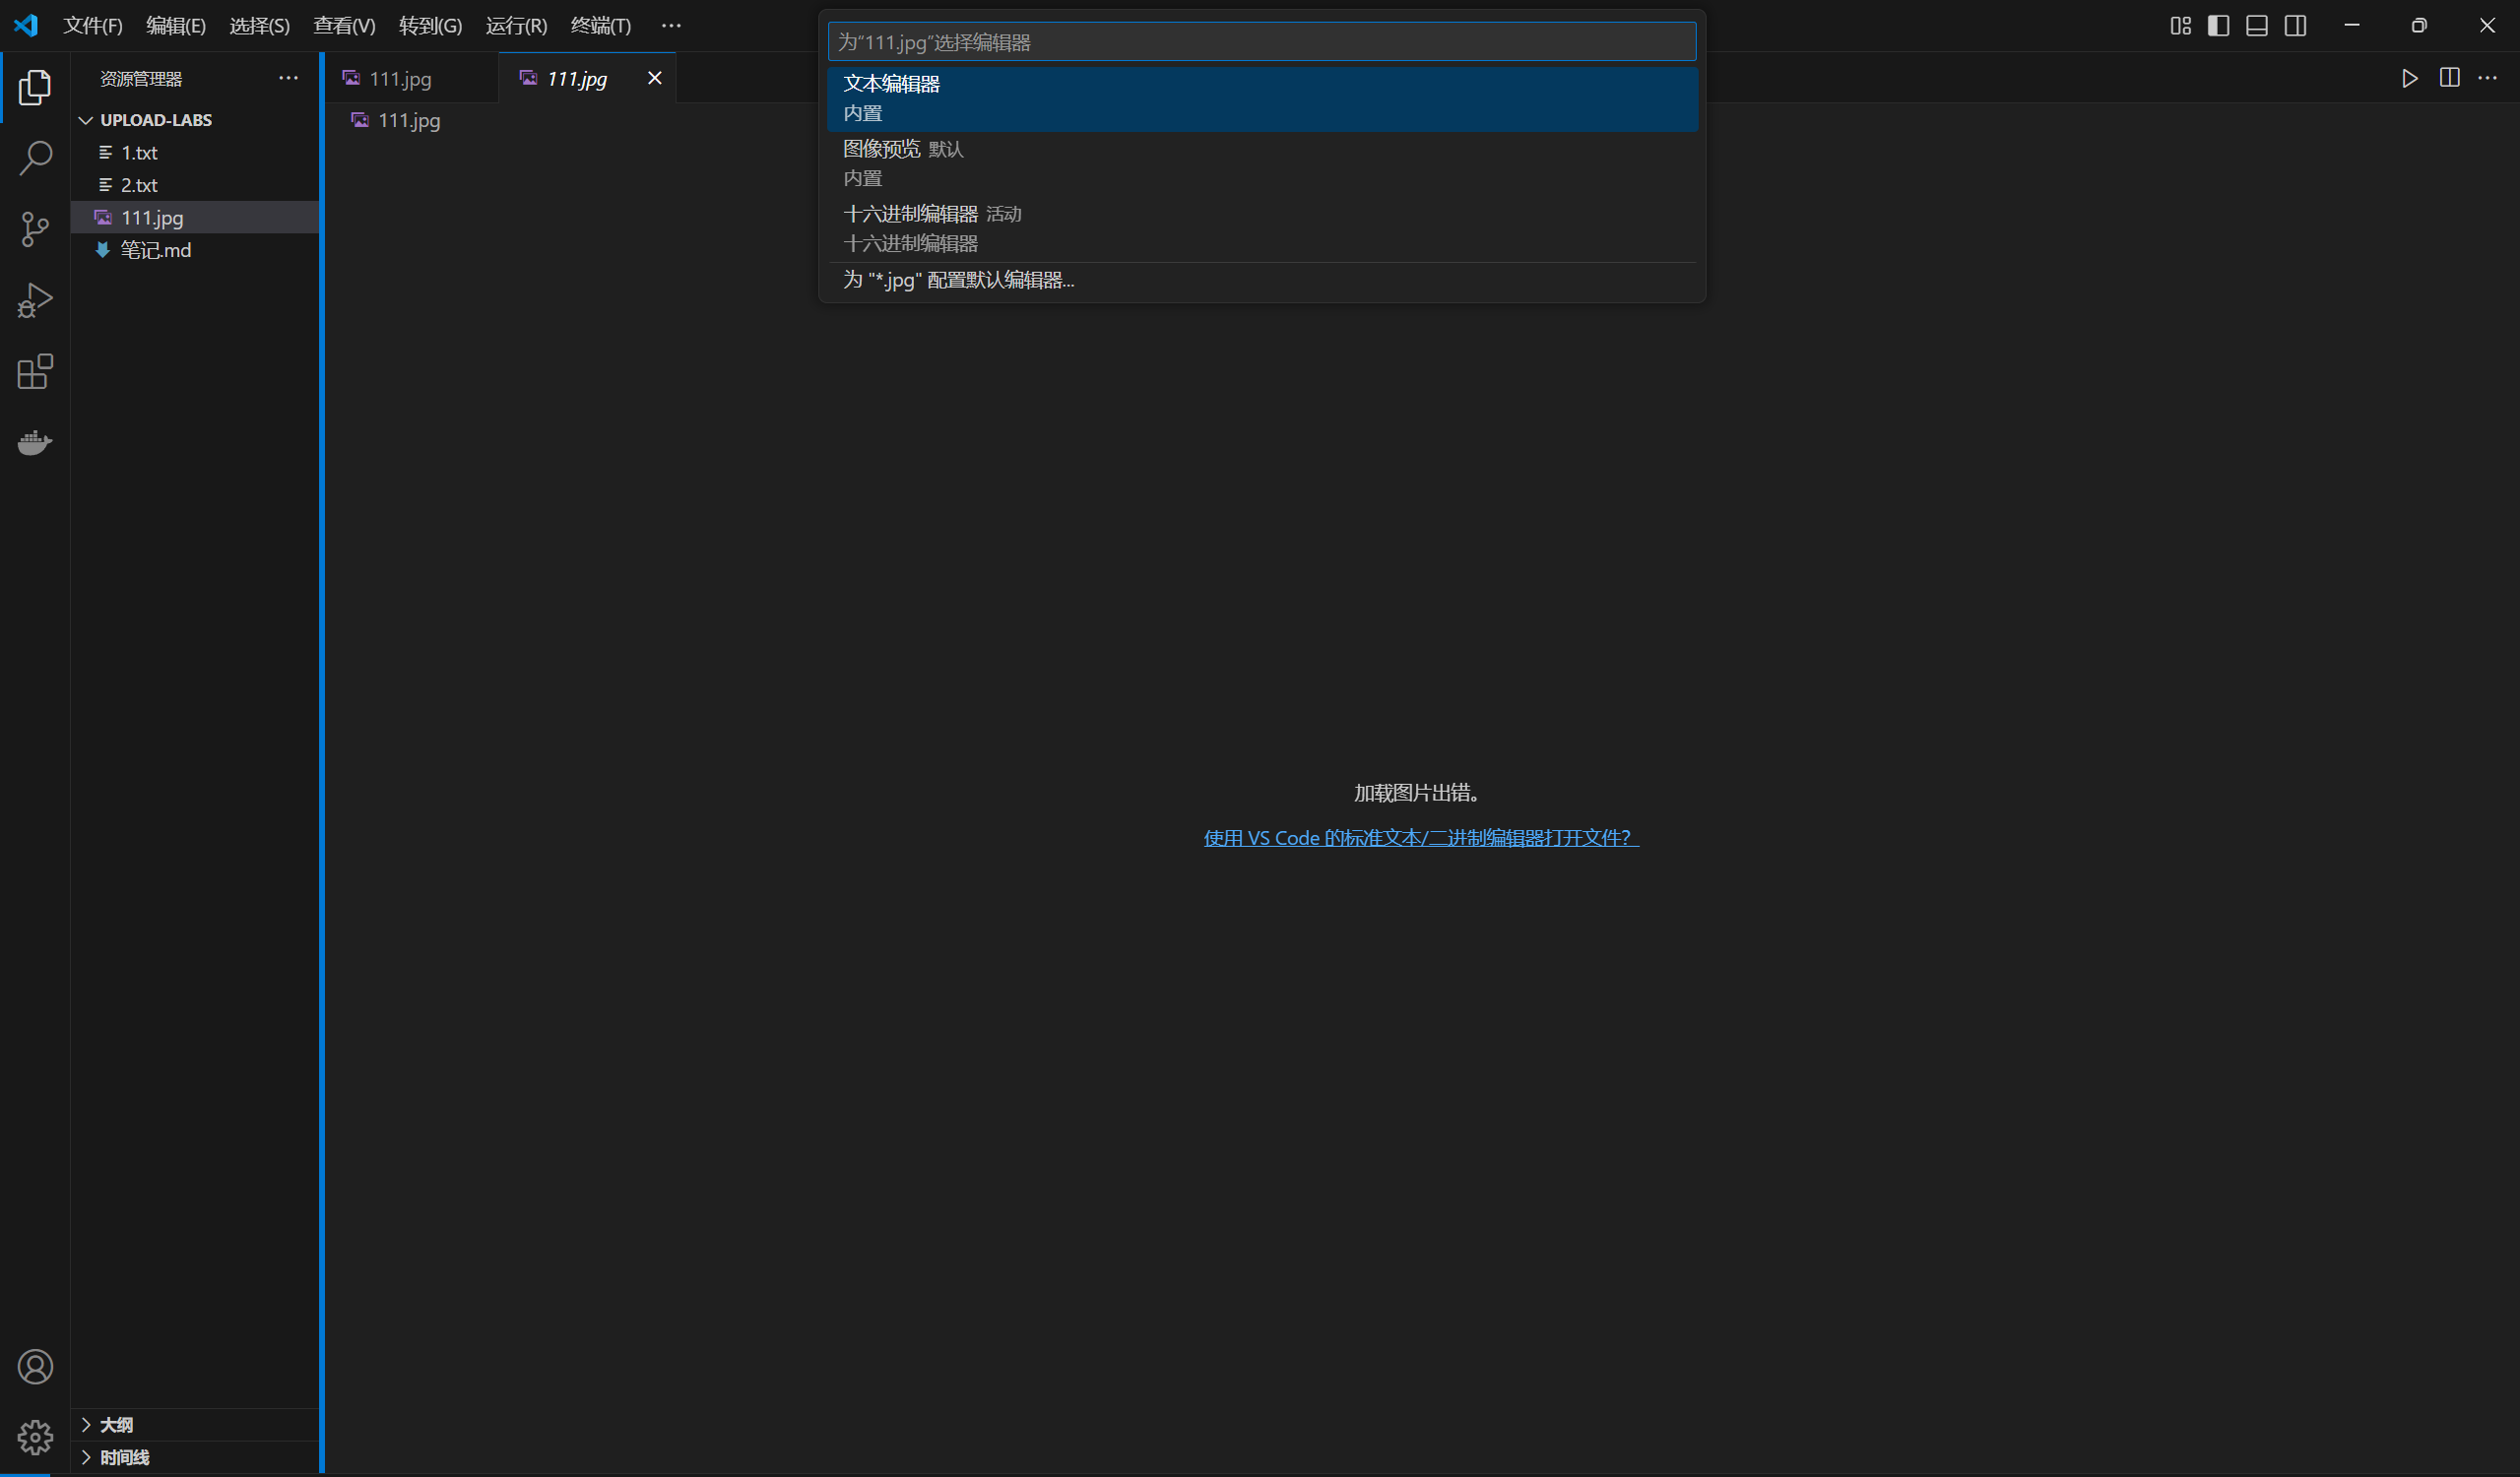 文件(F) 编辑(E) 选择(S) 查看(V) 转到(G) 运行(R) 终端(T) ···
为“111.jpg”选择编辑器
文本编辑器
内置
图像预览 默认
内置
十六进制编辑器 活动
十六进制编辑器
为 "*.jpg" 配置默认编辑器...
资源管理器
UPLOAD-LABS
1.txt
2.txt
111.jpg
笔记.md
111.jpg
111.jpg
111.jpg
加载图片出错。
使用 VS Code 的标准文本/二进制编辑器打开文件?
大纲
时间线